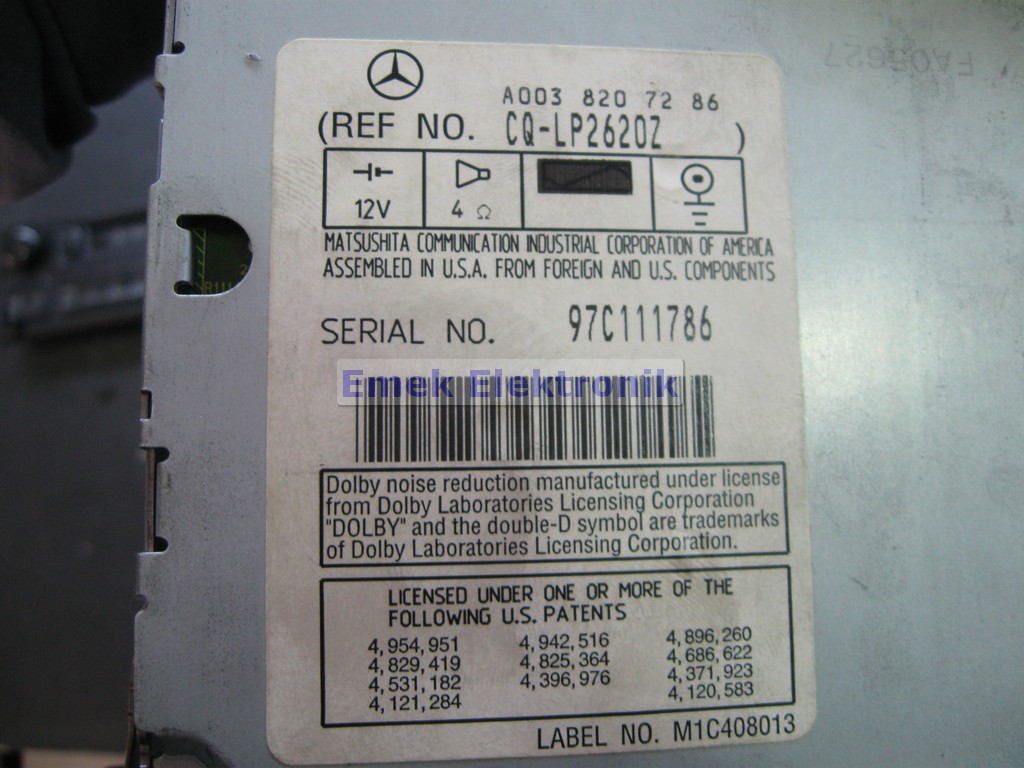 FA03627
A003 820 7286
(REF NO. CQ-LP2620Z )
12V
4 Ω
MATSUSHITA COMMUNICATION INDUSTRIAL CORPORATION OF AMERICA
ASSEMBLED IN U.S.A. FROM FOREIGN AND U.S. COMPONENTS
R111
SERIAL NO. 97C111786
Emek Elektronik
Dolby noise reduction manufactured under license
from Dolby Laboratories Licensing Corporation
"DOLBY" and the double-D symbol are trademarks
of Dolby Laboratories Licensing Corporation.
LICENSED UNDER ONE OR MORE OF THE
FOLLOWING U.S. PATENTS
4,954,951 4,942,516 4,896,260
4,829,419 4,825,364 4,686,622
4,531,182 4,396,976 4,371,923
4,121,284 4,120,583
LABEL NO. M1C408013